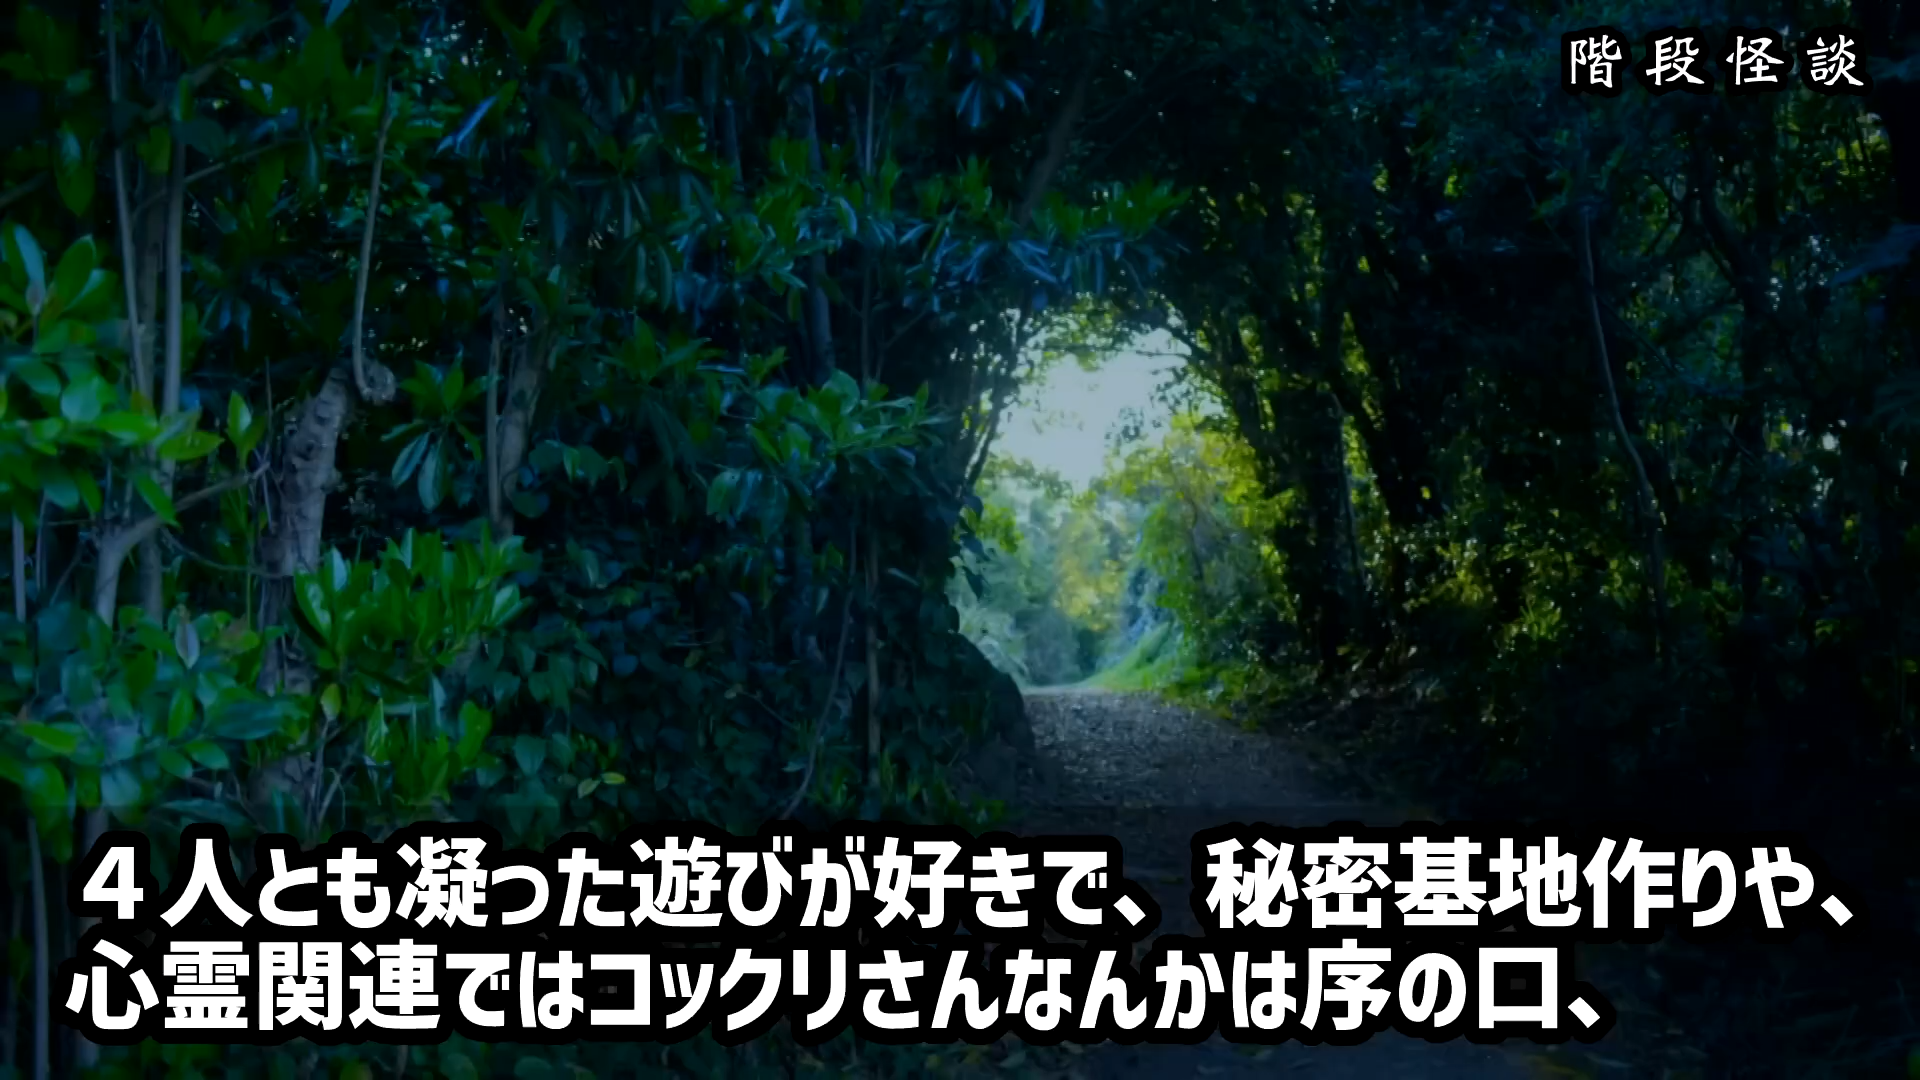 階段怪談
４人とも凝った遊びが好きで、秘密基地作りや、
心霊関連ではコックリさんなんかは序の口、